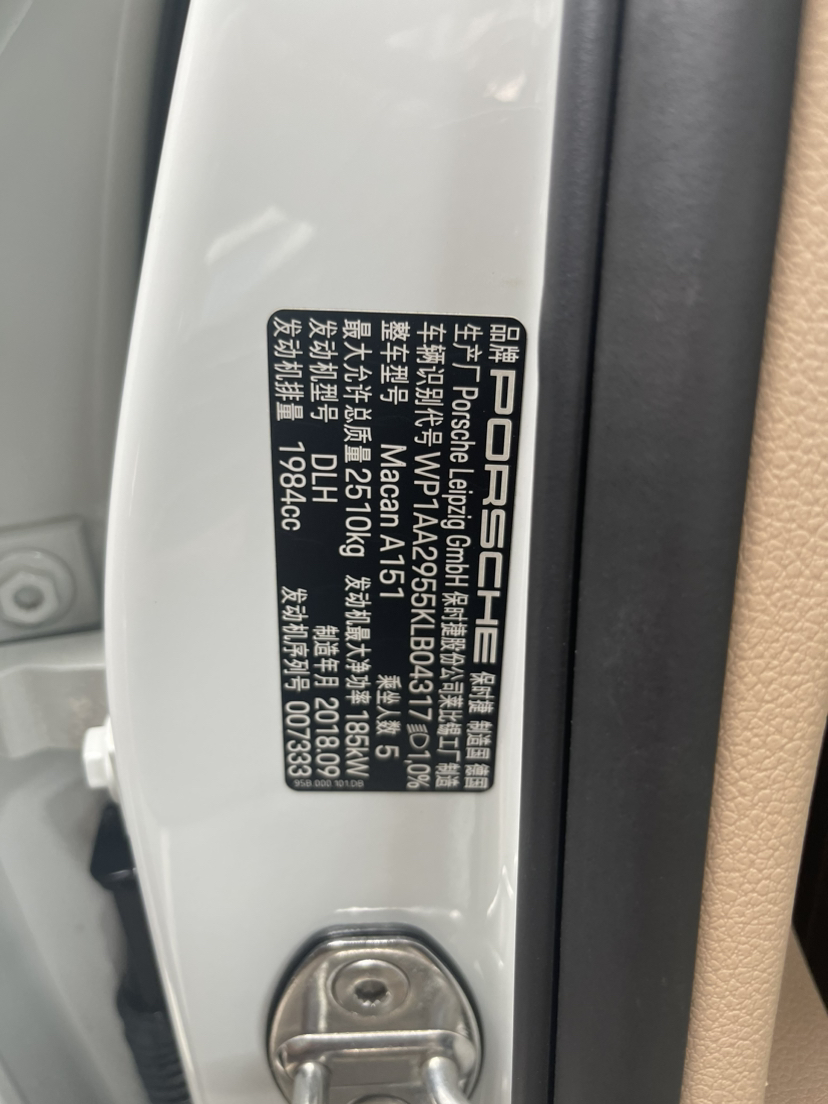 品牌 PORSCHE 保时捷 制造国 德国
生产厂 Porsche Leipzig GmbH 保时捷股份公司莱比锡工厂制造
车辆识别代号 WP1AA2955KLB04317 1,0%
整车型号 Macan A151 乘坐人数 5
最大允许总质量 2510kg 发动机最大净功率 185kW
发动机型号 DLH 制造年月 2018.09
发动机排量 1984cc 发动机序列号 007333
95B.000.101.DB